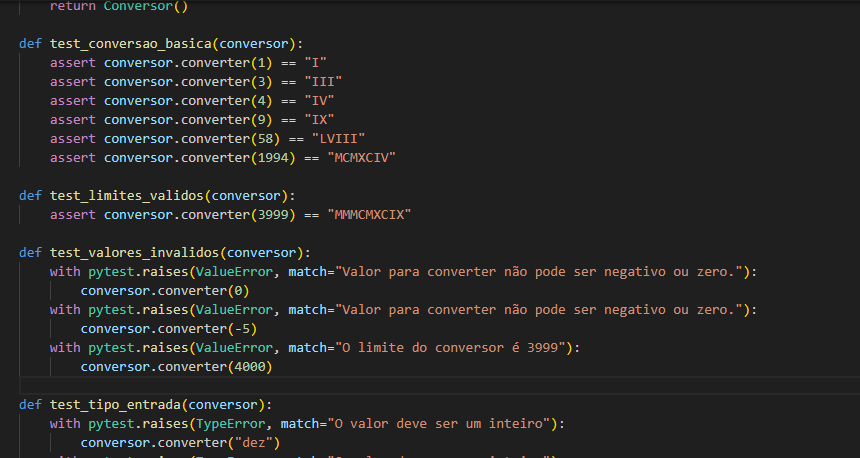 return Conversor()
def test_conversao_basica(conversor):
assert conversor.converter(1) == "I"
assert conversor.converter(3) == "III"
assert conversor.converter(4) == "IV"
assert conversor.converter(9) == "IX"
assert conversor.converter(58) == "LVIII"
assert conversor.converter(1994) == "MCMXCIV"
def test_limites_validos(conversor):
assert conversor.converter(3999) == "MMMCMXCIX"
def test_valores_invalidos(conversor):
with pytest.raises(ValueError, match="Valor para converter não pode ser negativo ou zero."):
conversor.converter(0)
with pytest.raises(ValueError, match="Valor para converter não pode ser negativo ou zero."):
conversor.converter(-5)
with pytest.raises(ValueError, match="O limite do conversor é 3999"):
conversor.converter(4000)
def test_tipo_entrada(conversor):
with pytest.raises(TypeError, match="O valor deve ser um inteiro"):
conversor.converter("dez")